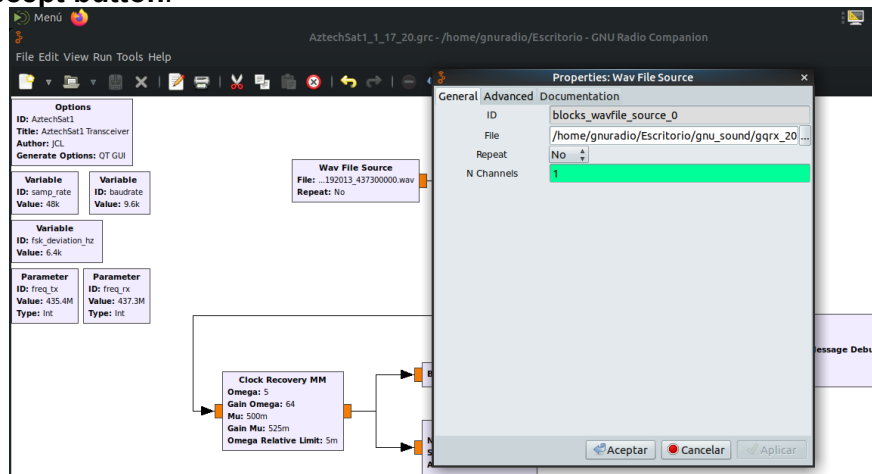 cept button.
Menú
AztechSat1_1_17_20.grc - /home/gnuradio/Escritorio - GNU Radio Companion
File Edit View Run Tools Help
Options
ID: AztechSat1
Title: AztechSat1 Transceiver
Author: JCL
Generate Options: QT GUI
Variable
ID: samp_rate
Value: 48k
Variable
ID: baudrate
Value: 9.6k
Variable
ID: fsk_deviation_hz
Value: 6.4k
Parameter
ID: freq_tx
Value: 435.4M
Type: Int
Parameter
ID: freq_rx
Value: 437.3M
Type: Int
Wav File Source
File: ...192013_437300000.wav
Repeat: No
Clock Recovery MM
Omega: 5
Gain Omega: 64
Mu: 500m
Gain Mu: 525m
Omega Relative Limit: 5m
B
N
S
A
Properties: Wav File Source
General Advanced Documentation
ID blocks_wavfile_source_0
File /home/gnuradio/Escritorio/gnu_sound/gqrx_20 ...
Repeat No
N Channels 1
Aceptar Cancelar Aplicar
essage Debu